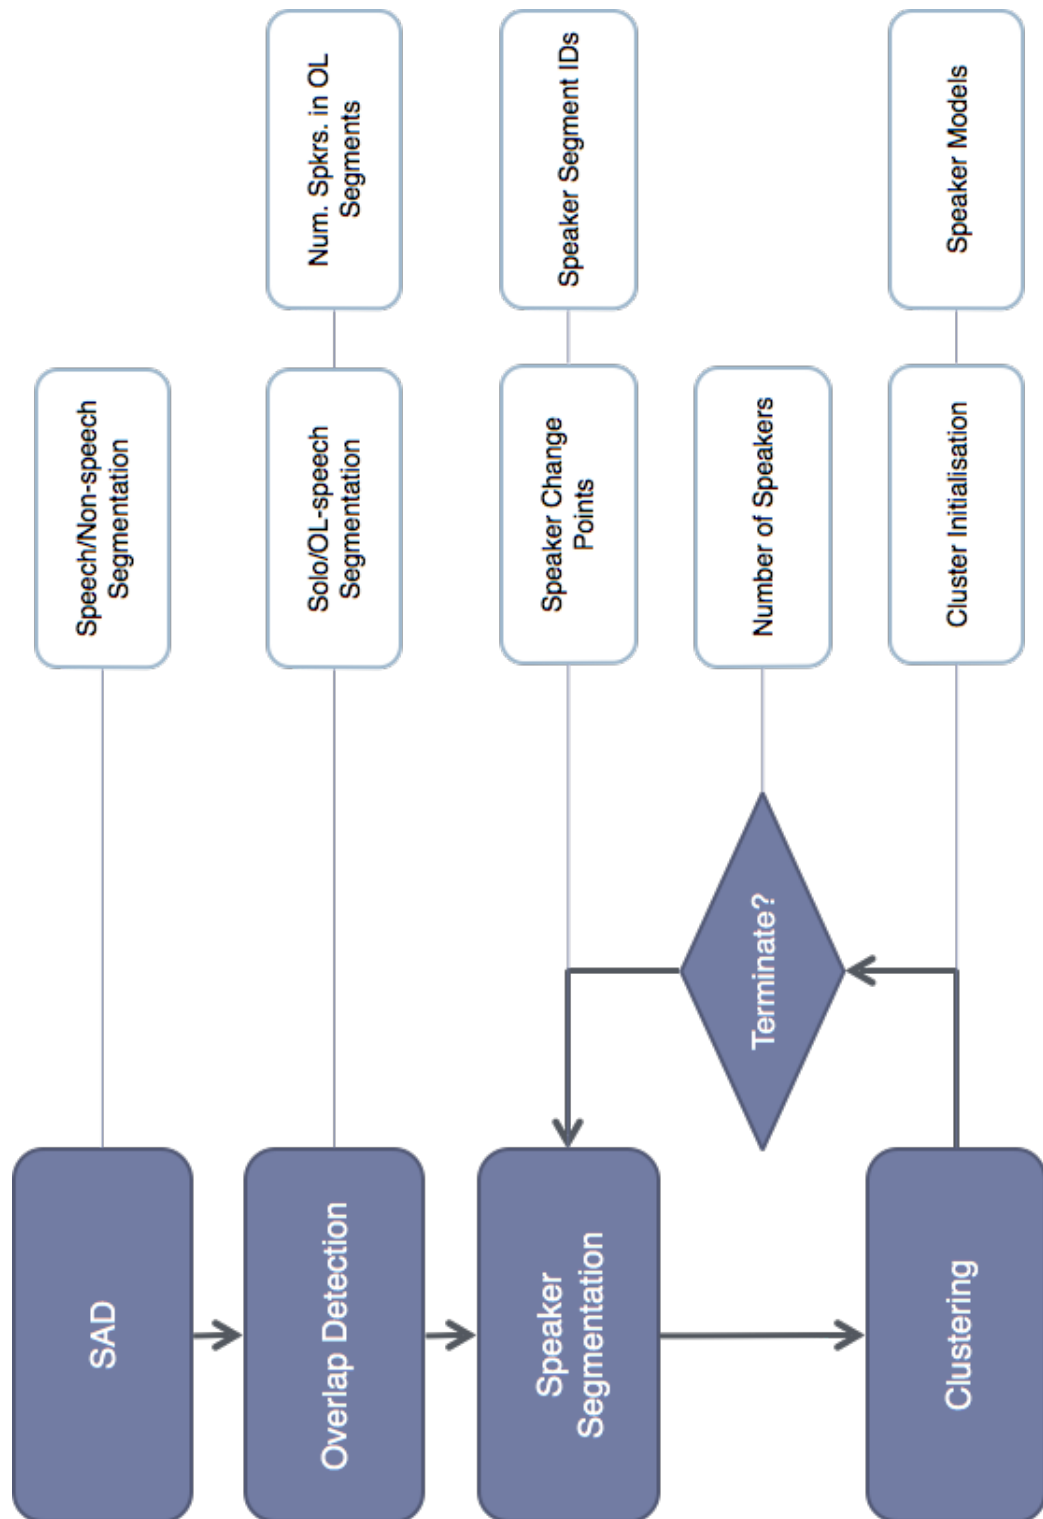 SAD
Speech/Non-speech
Segmentation
Overlap Detection
Solo/OL-speech
Segmentation
Num. Spkrs. in OL
Segments
Speaker
Segmentation
Speaker Change
Points
Speaker Segment IDs
Terminate?
Number of Speakers
Clustering
Cluster Initialisation
Speaker Models